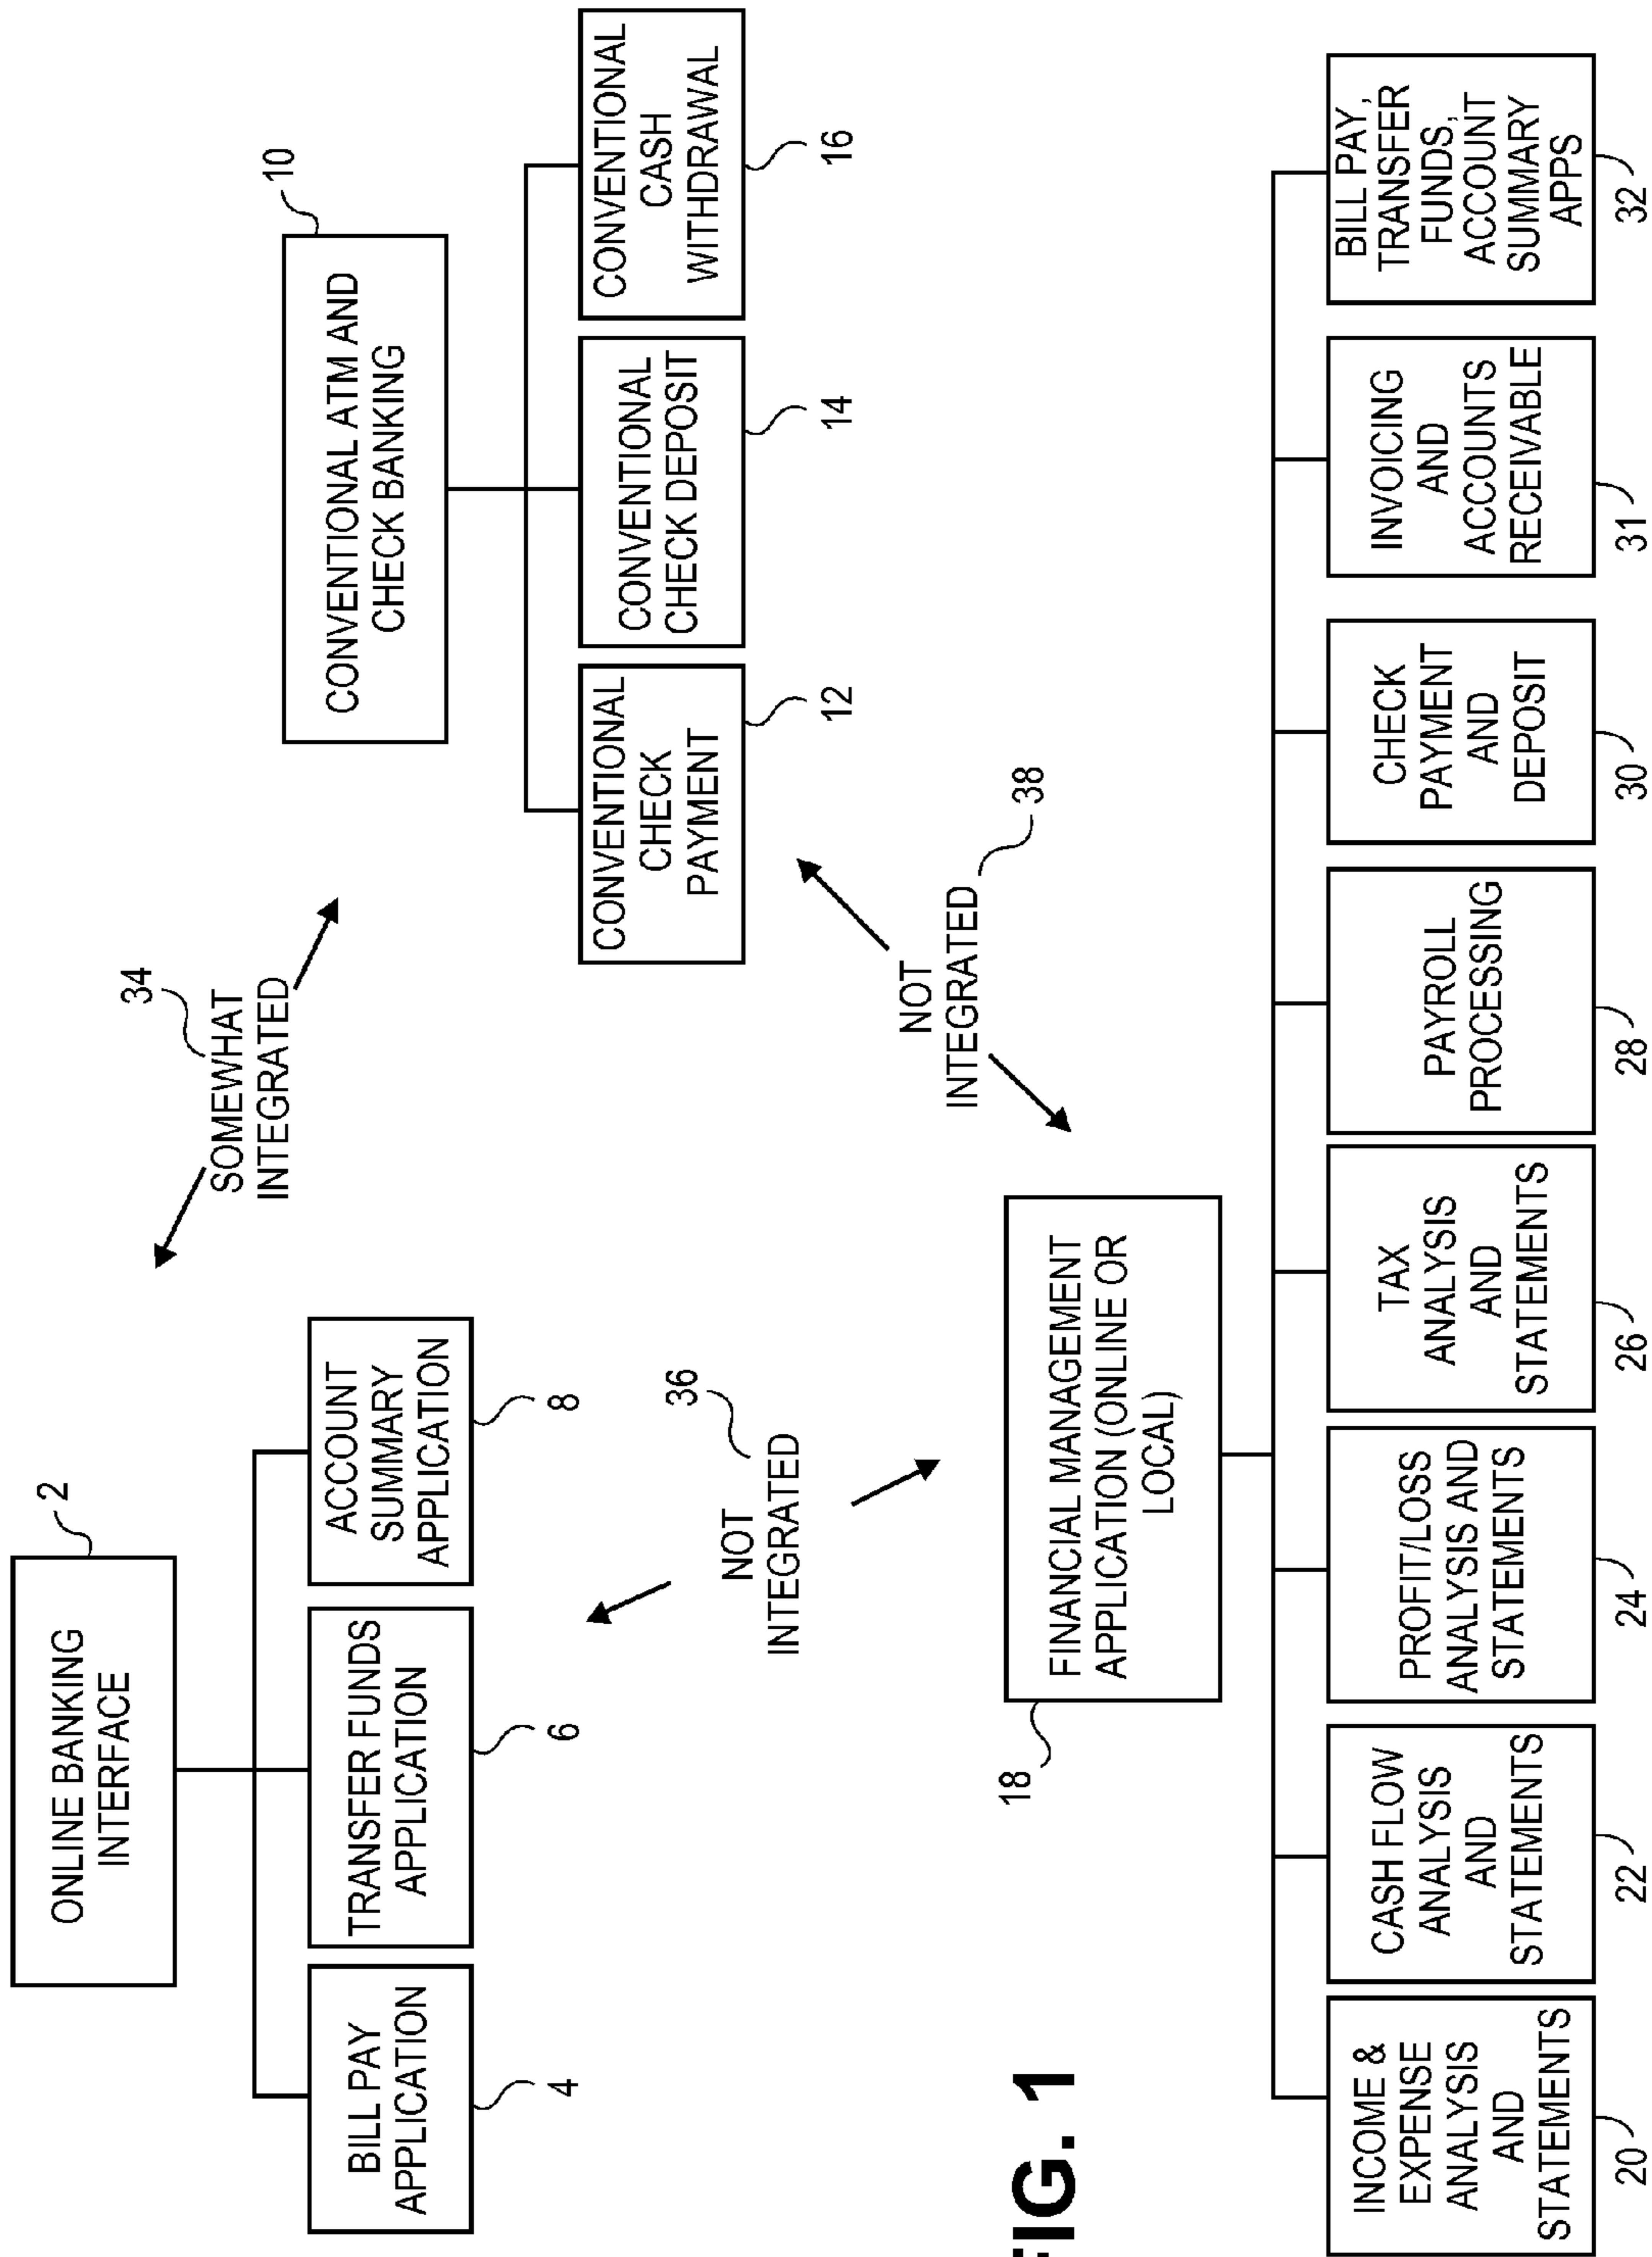 ONLINE BANKING
INTERFACE
2
BILL PAY
APPLICATION
4
TRANSFER FUNDS
APPLICATION
6
ACCOUNT
SUMMARY
APPLICATION
8
34
SOMEWHAT
INTEGRATED
CONVENTIONAL ATM AND
CHECK BANKING
10
CONVENTIONAL
CHECK
PAYMENT
12
CONVENTIONAL
CHECK DEPOSIT
14
CONVENTIONAL
CASH
WITHDRAWAL
16
36
NOT
INTEGRATED
NOT
INTEGRATED
38
FINANCIAL MANAGEMENT
APPLICATION (ONLINE OR
LOCAL)
18
FIG. 1
INCOME &
EXPENSE
ANALYSIS
AND
STATEMENTS
20
CASH FLOW
ANALYSIS
AND
STATEMENTS
22
PROFIT/LOSS
ANALYSIS AND
STATEMENTS
24
TAX
ANALYSIS
AND
STATEMENTS
26
PAYROLL
PROCESSING
28
CHECK
PAYMENT
AND
DEPOSIT
30
INVOICING
AND
ACCOUNTS
RECEIVABLE
31
BILL PAY,
TRANSFER
FUNDS,
ACCOUNT
SUMMARY
APPS
32